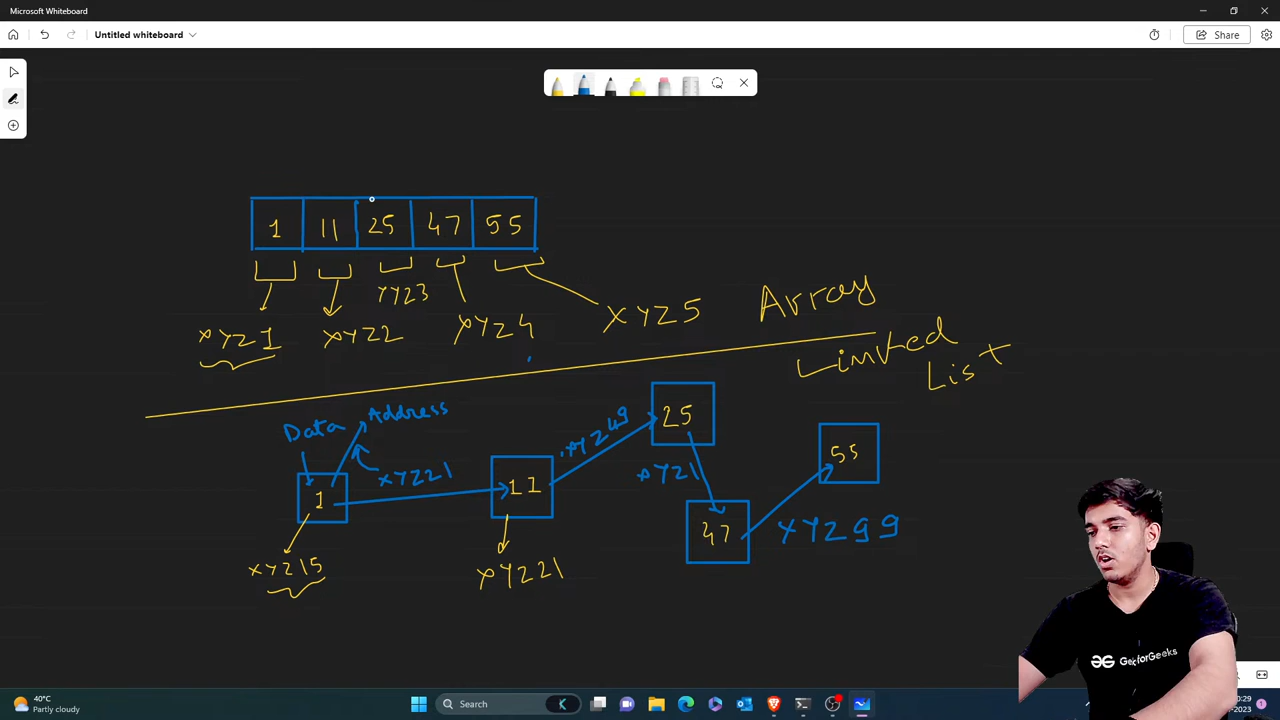 Microsoft Whiteboard
Untitled whiteboard
Share
1 11 25 47 55
XYZ1 XYZ2 XYZ3 XYZ4 XYZ5
Array
Linked
List
Data Address
XYZ21
XYZ49
XYZ1
XYZ99
1 11 25 47 55
XYZ15
XYZ21
GeeksforGeeks
40°C
Partly cloudy
Search